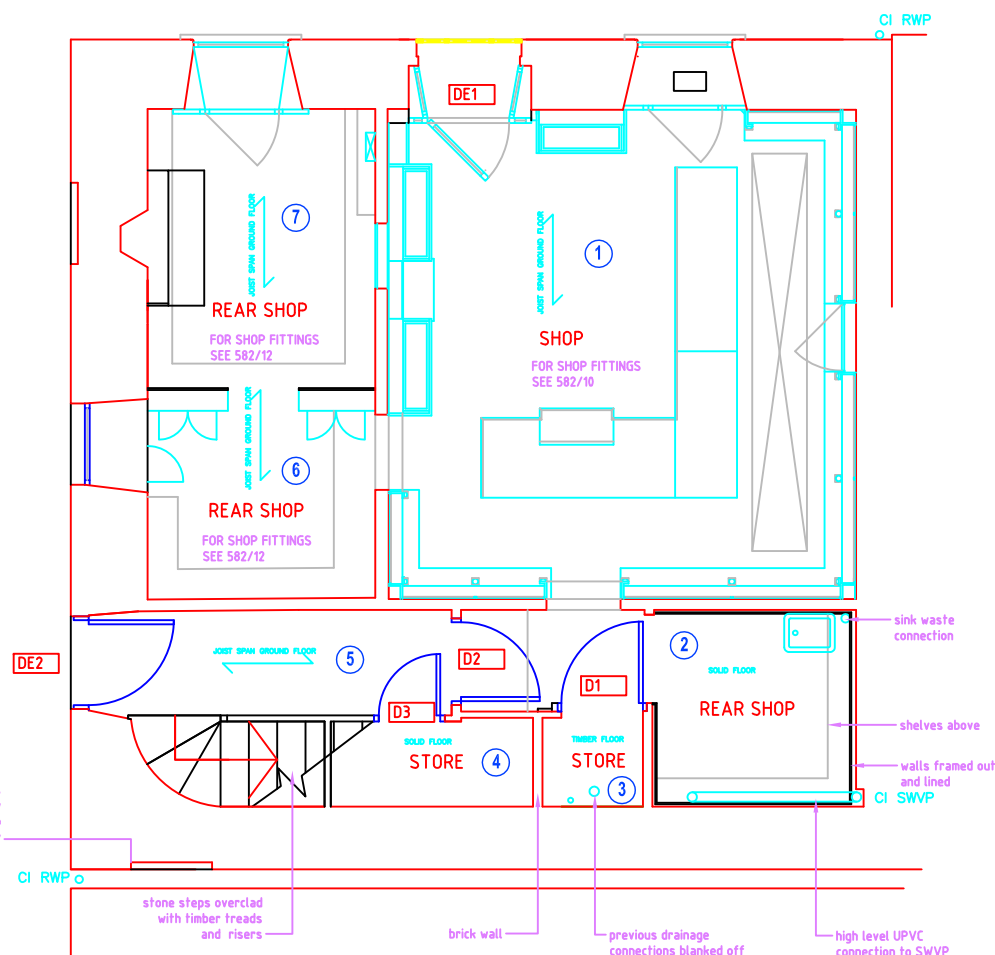 CI RWP
DE1
7
JOIST SPAN GROUND FLOOR
REAR SHOP
FOR SHOP FITTINGS
SEE 582/12
1
JOIST SPAN GROUND FLOOR
SHOP
FOR SHOP FITTINGS
SEE 582/10
JOIST SPAN GROUND FLOOR
6
REAR SHOP
FOR SHOP FITTINGS
SEE 582/12
DE2
JOIST SPAN GROUND FLOOR
5
D2
D1
D3
2
SOLID FLOOR
REAR SHOP
sink waste
connection
shelves above
walls framed out
and lined
SOLID FLOOR
STORE
4
TIMBER FLOOR
STORE
3
CI SWVP
CI RWP
stone steps overclad
with timber treads
and risers
brick wall
previous drainage
connections blanked off
high level UPVC
connection to SWVP